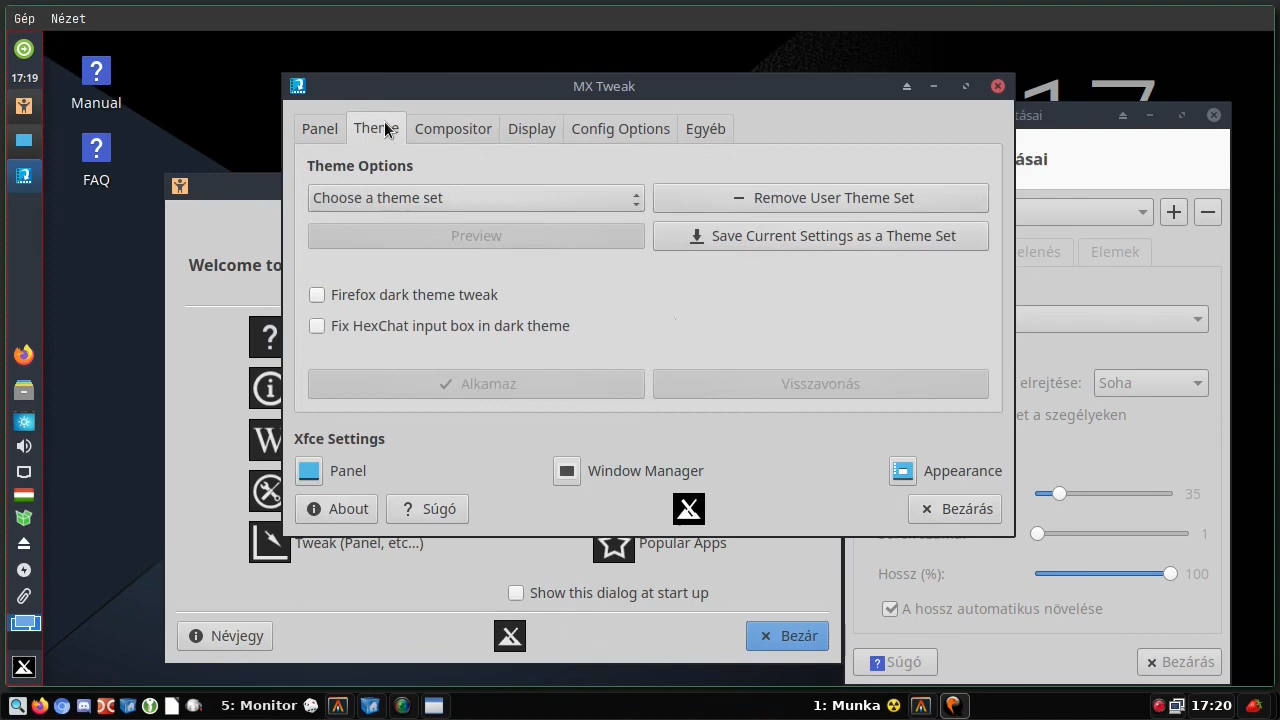 Gép Nézet
17:19
Manual
FAQ
17
MX Tweak
Panel Theme Compositor Display Config Options Egyéb
Theme Options
Choose a theme set
Remove User Theme Set
Preview
Save Current Settings as a Theme Set
Firefox dark theme tweak
Fix HexChat input box in dark theme
Alkamaz
Visszavonás
Xfce Settings
Panel
Window Manager
Appearance
About
? Súgó
Bezárás
Welcome to
Tweak (Panel, etc...)
Popular Apps
Show this dialog at start up
Névjegy
Bezár
tásai
ásai
elenés
Elemek
elrejtése:
Soha
et a szegélyeken
35
1
Hossz (%):
100
A hossz automatikus növelése
Súgó
Bezárás
5: Monitor
1: Munka
17:20